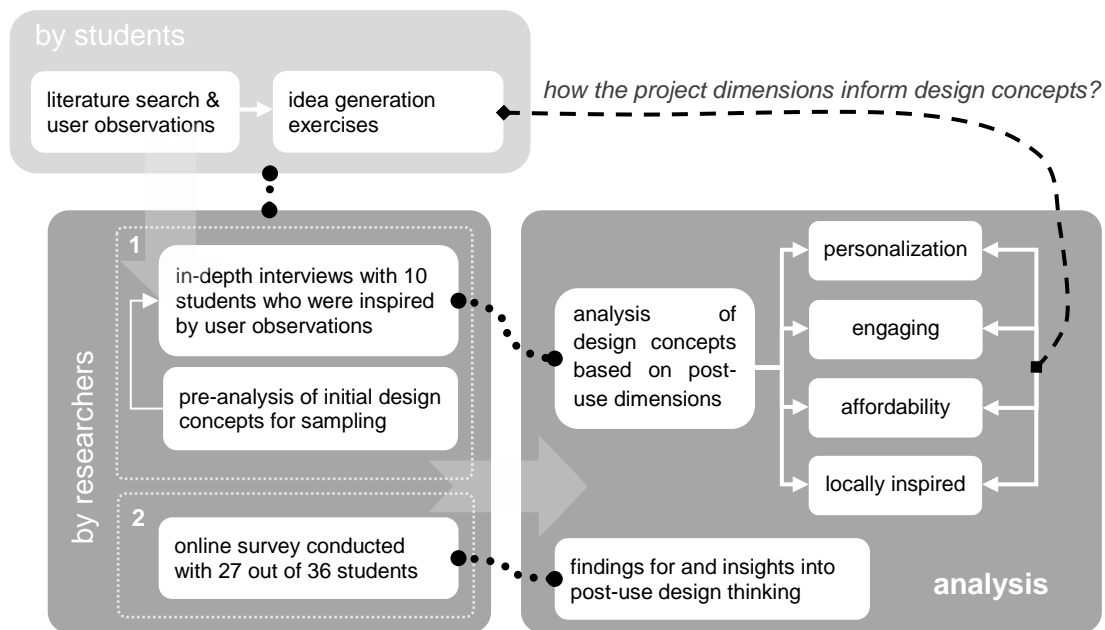 by students
literature search &
user observations
idea generation
exercises
how the project dimensions inform design concepts?
by researchers
1
in-depth interviews with 10
students who were inspired
by user observations
pre-analysis of initial design
concepts for sampling
2
online survey conducted
with 27 out of 36 students
analysis of
design concepts
based on post-
use dimensions
personalization
engaging
affordability
locally inspired
findings for and insights into
post-use design thinking
analysis